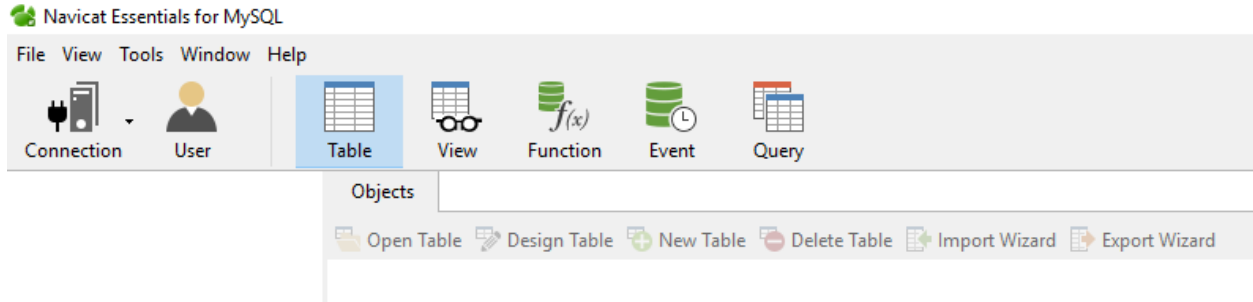 Navicat Essentials for MySQL
File View Tools Window Help
Connection User Table View f(x) Function Event Query
Objects
Open Table Design Table New Table Delete Table Import Wizard Export Wizard